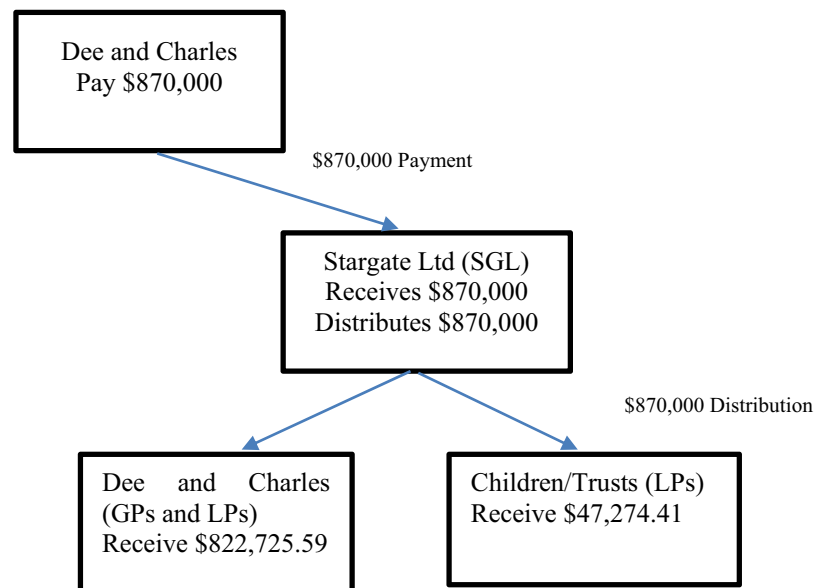 Dee and Charles
Pay $870,000
$870,000 Payment
Stargate Ltd (SGL)
Receives $870,000
Distributes $870,000
$870,000 Distribution
Dee and Charles
(GPs and LPs)
Receive $822,725.59
Children/Trusts (LPs)
Receive $47,274.41